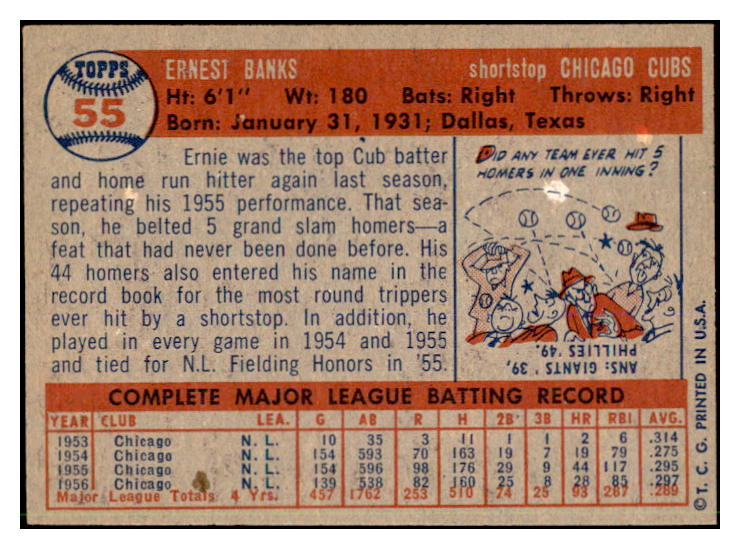 TOPPS
55
ERNEST BANKS shortstop CHICAGO CUBS
Ht: 6'1" Wt: 180 Bats: Right Throws: Right
Born: January 31, 1931; Dallas, Texas
Ernie was the top Cub batter
and home run hitter again last season,
repeating his 1955 performance. That sea-
son, he belted 5 grand slam homers—a
feat that had never been done before. His
44 homers also entered his name in the
record book for the most round trippers
ever hit by a shortstop. In addition, he
played in every game in 1954 and 1955
and tied for N.L. Fielding Honors in '55.
DID ANY TEAM EVER HIT 5
HOMERS IN ONE INNING?
ANS: GIANTS '39,
PHILLIES '49.
COMPLETE MAJOR LEAGUE BATTING RECORD
YEAR CLUB LEA. G AB R H 2B 3B HR RBI AVG.
1953 Chicago N. L. 10 35 3 11 1 1 2 6 .314
1954 Chicago N. L. 154 593 70 163 19 7 19 79 .275
1955 Chicago N. L. 154 596 98 176 29 9 44 117 .295
1956 Chicago N. L. 139 538 82 160 25 8 28 85 .297
Major League Totals 4 Yrs. 457 1762 253 510 74 25 93 287 .289
© T. C. G. PRINTED IN U.S.A.